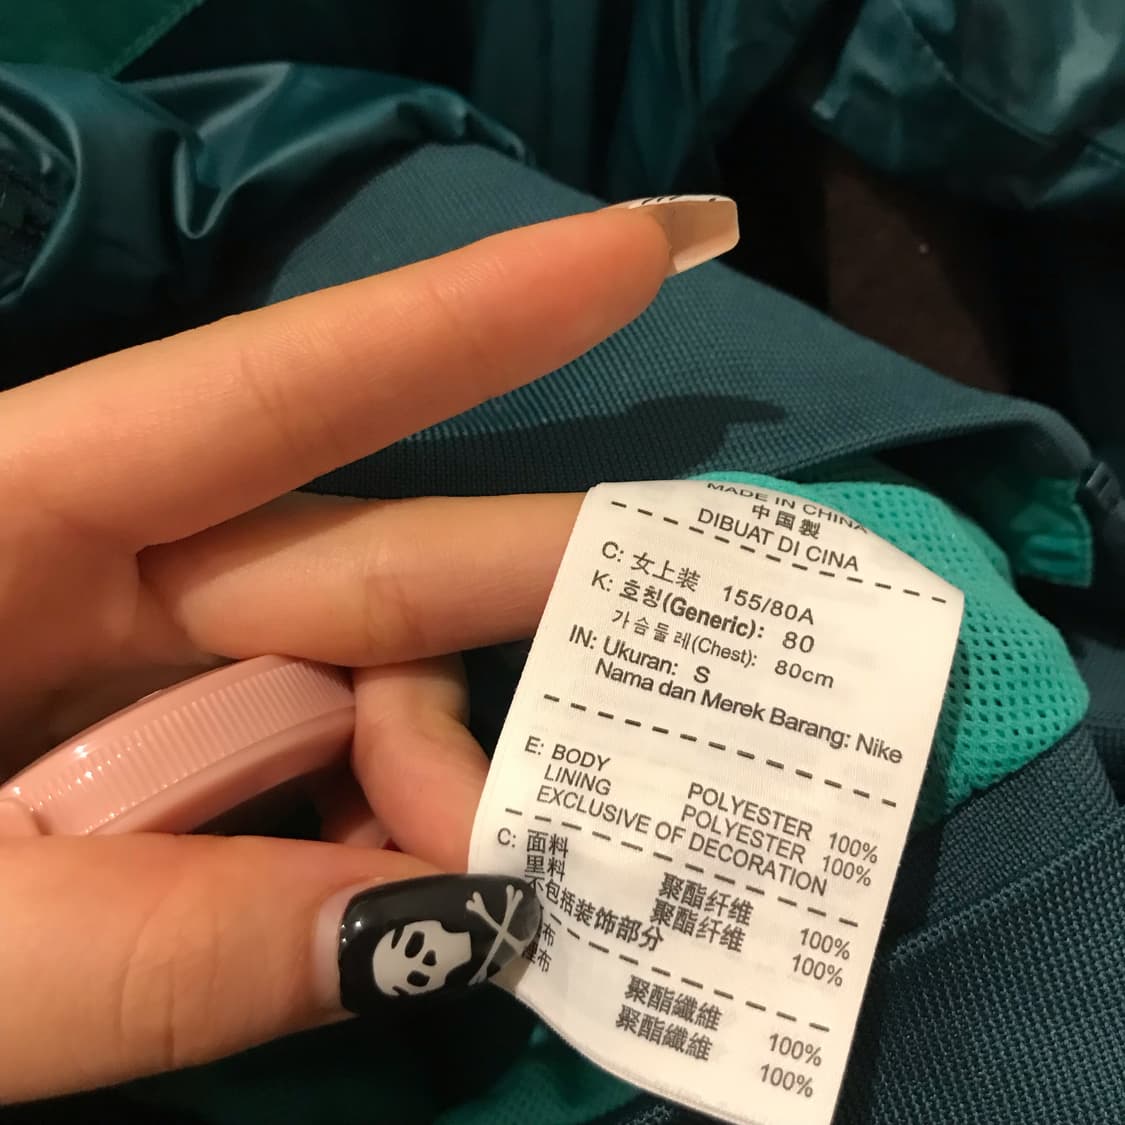 MADE IN CHINA
中国製
DIBUAT DI CINA
C: 女上装 155/80A
K: 호칭(Generic): 80
가슴둘레(Chest): 80cm
IN: Ukuran: S
Nama dan Merek Barang: Nike
E: BODY POLYESTER 100%
LINING POLYESTER 100%
EXCLUSIVE OF DECORATION
C: 面料 聚酯纤维 100%
里料 聚酯纤维 100%
不包括装饰部分
布 聚酯纖維 100%
布 聚酯纖維 100%